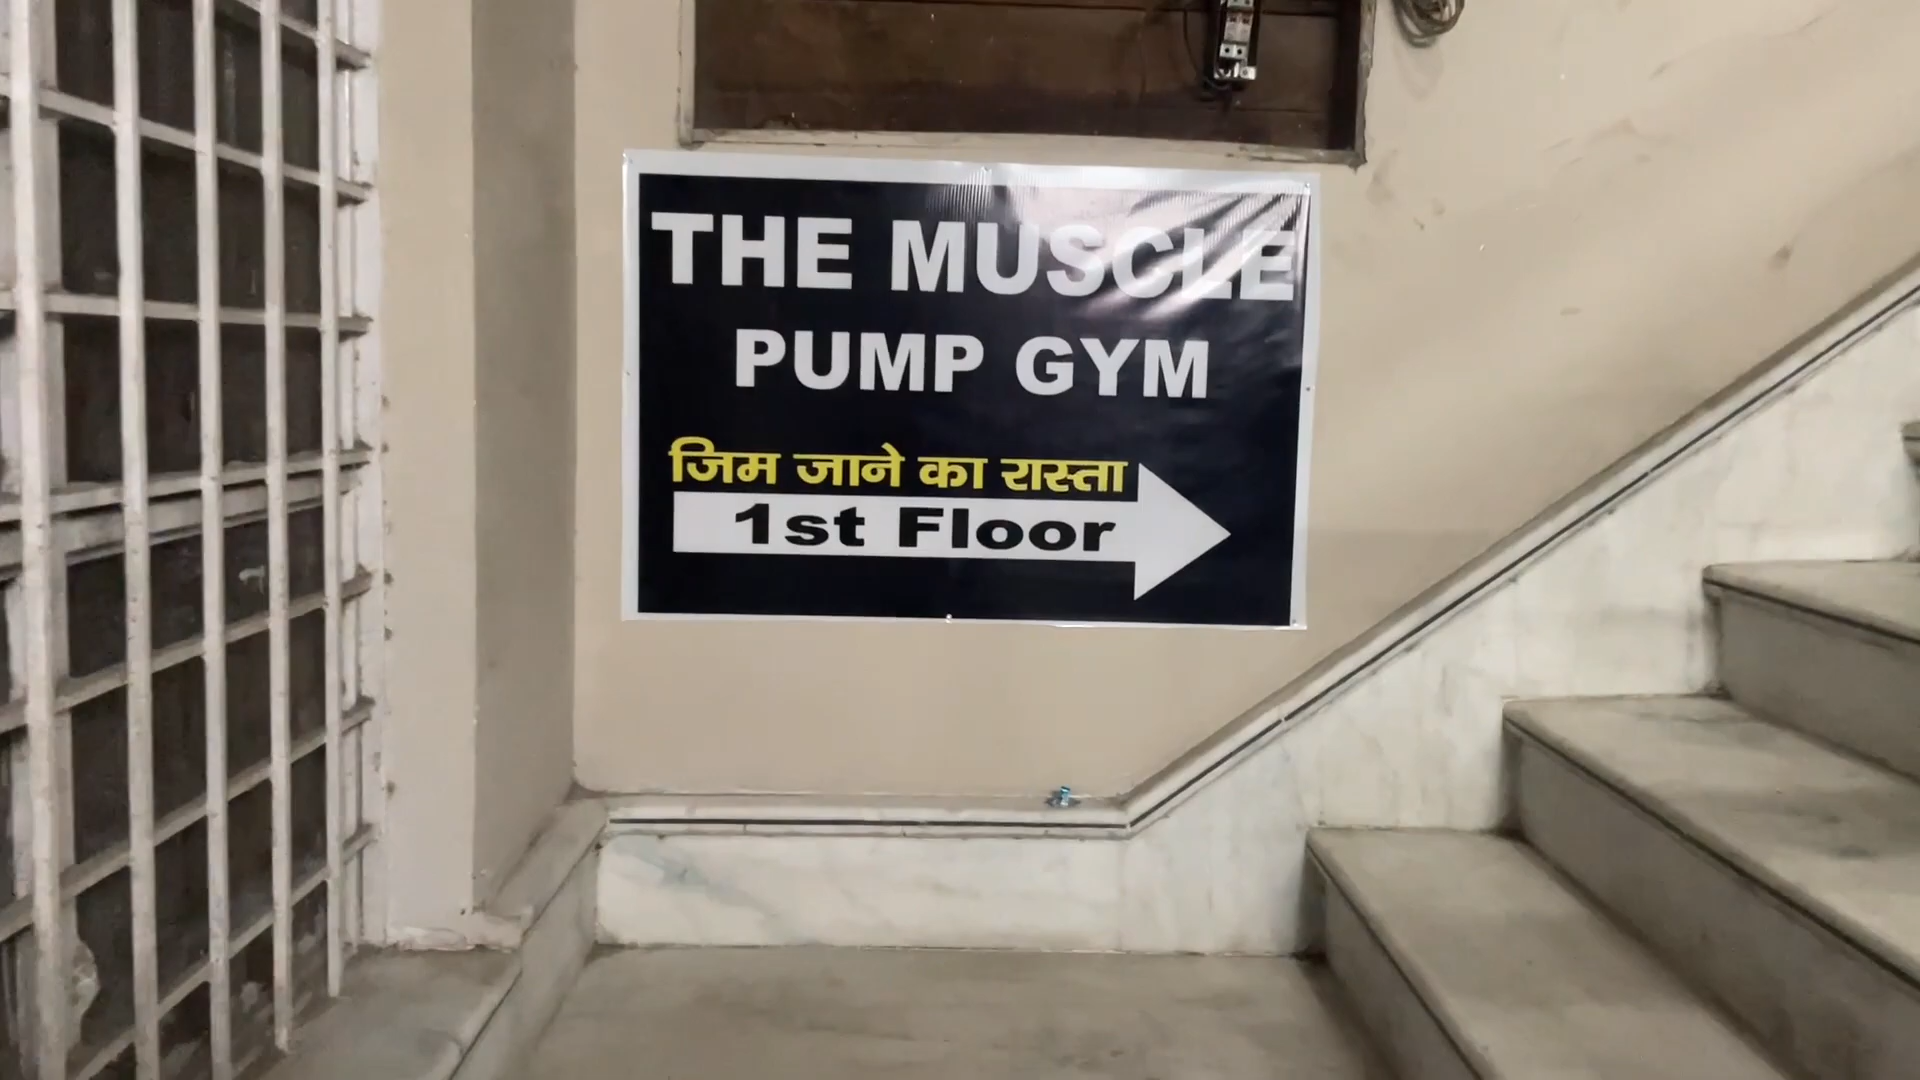 THE MUSCLE
PUMP GYM
जिम जाने का रास्ता
1st Floor